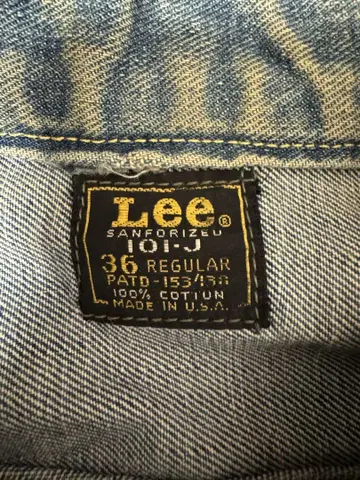 Lee®
SANFORIZED
101-J
36 REGULAR
PATD-153438
100% COTTON
MADE IN U.S.A.